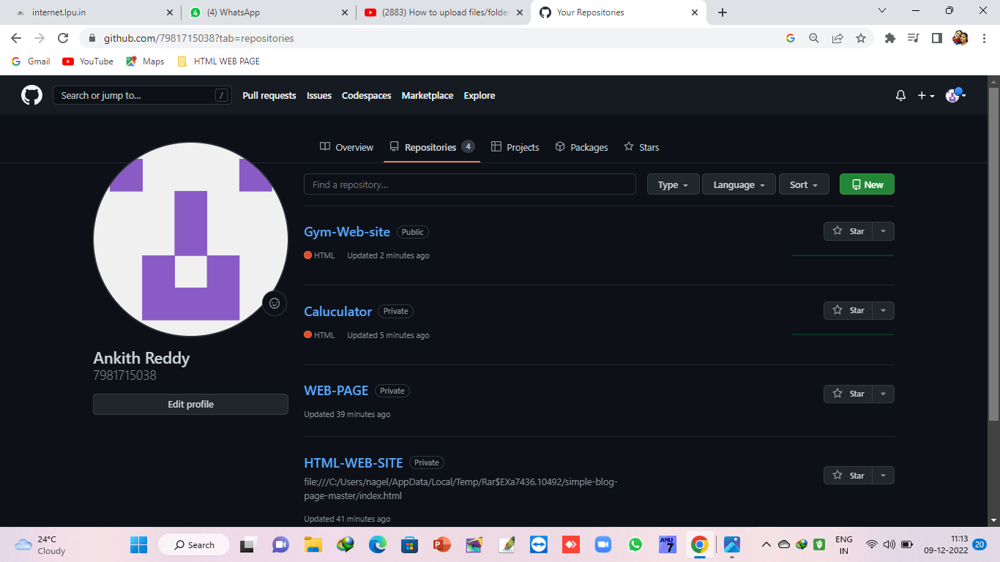 internet.lpu.in
(4) WhatsApp
(2883) How to upload files/folde
Your Repositories
github.com/7981715038?tab=repositories
Gmail
YouTube
Maps
HTML WEB PAGE
Search or jump to...
/
Pull requests
Issues
Codespaces
Marketplace
Explore
Overview
Repositories 4
Projects
Packages
Stars
Find a repository...
Type
Language
Sort
New
Gym-Web-site Public
Star
HTML Updated 2 minutes ago
Caluculator Private
Star
HTML Updated 5 minutes ago
Ankith Reddy
7981715038
Edit profile
WEB-PAGE Private
Star
Updated 39 minutes ago
HTML-WEB-SITE Private
Star
file:///C:/Users/nagel/AppData/Local/Temp/Rar$EXa7436.10492/simple-blog-
page-master/index.html
Updated 41 minutes ago
24°C
Cloudy
Search
ANU
7
ENG
IN
11:13
09-12-2022
20